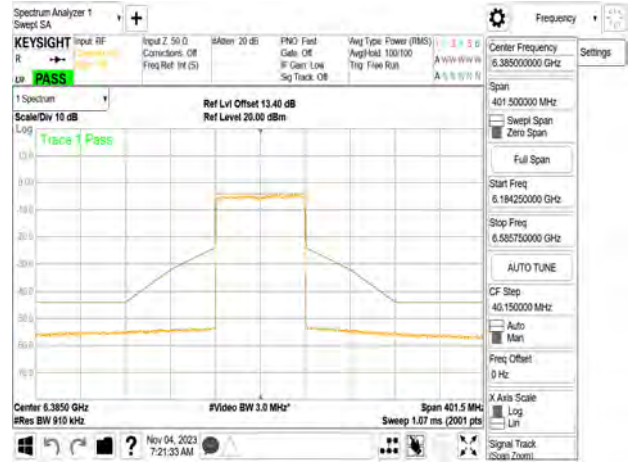 Spectrum Analyzer 1
Swept SA
+
Frequency
KEYSIGHT
Input: RF
Input Z: 50 Ω
Corrections: Off
Freq Ref: Int (S)
#Atten: 20 dB
PNO: Fast
Gate: Off
IF Gain: Low
Sig Track: Off
Avg Type: Power (RMS)
Avg|Hold: 100/100
Trig: Free Run
R
PASS
1 Spectrum
Scale/Div 10 dB
Ref Lvl Offset 13.40 dB
Ref Level 20.00 dBm
Log
Trace 1 Pass
Center 6.3850 GHz
#Res BW 910 kHz
#Video BW 3.0 MHz*
Span 401.5 MHz
Sweep 1.07 ms (2001 pts
Nov 04, 2023
7:21:33 AM
?
Center Frequency
6.385000000 GHz
Settings
Span
401.500000 MHz
Swept Span
Zero Span
Full Span
Start Freq
6.184250000 GHz
Stop Freq
6.585750000 GHz
AUTO TUNE
CF Step
40.150000 MHz
Auto
Man
Freq Offset
0 Hz
X Axis Scale
Log
Lin
Signal Track
(Span Zoom)